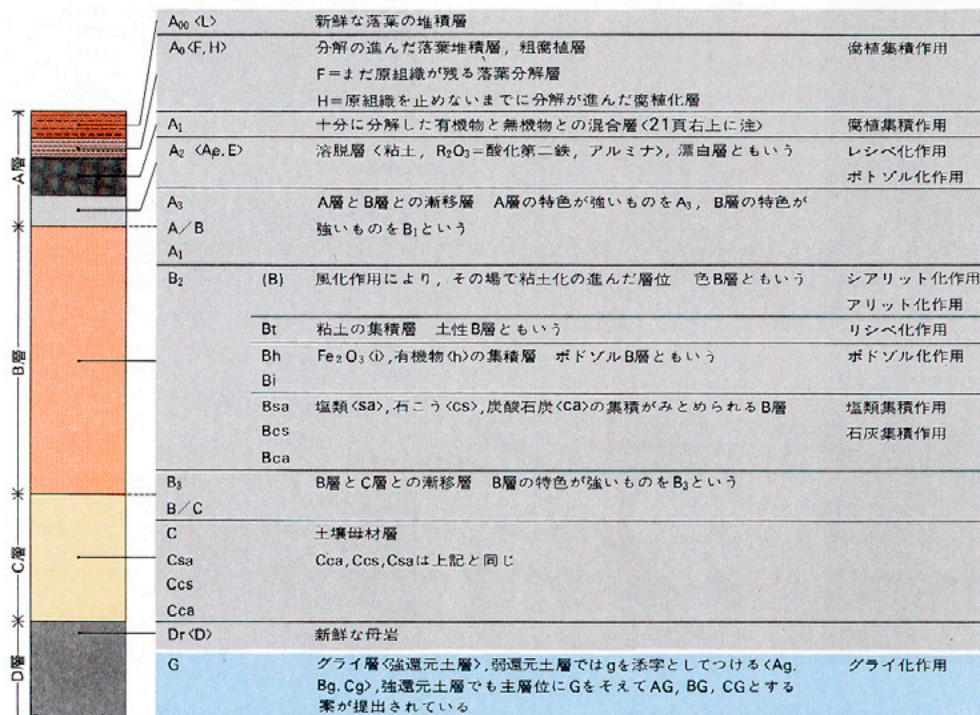 A₀₀〈L〉 新鮮な落葉の堆積層
A₀〈F, H〉 分解の進んだ落葉堆積層，粗腐植層 腐植集積作用
F＝まだ原組織が残る落葉分解層
H＝原組織を止めないまでに分解が進んだ腐植化層
A₁ 十分に分解した有機物と無機物との混合層〈21頁右上に注〉 腐植集積作用
A₂〈Ae, E〉 溶脱層〈粘土，R₂O₃＝酸化第二鉄，アルミナ〉，漂白層ともいう レシベ化作用
ポトゾル化作用
A₃ A層とB層との漸移層 A層の特色が強いものをA₃，B層の特色が
A／B 強いものをB₁という
A₁
B₂ (B) 風化作用により，その場で粘土化の進んだ層位 色B層ともいう シアリット化作用
アリット化作用
Bt 粘土の集積層 土性B層ともいう リシベ化作用
Bh Fe₂O₃〈i〉,有機物〈h〉の集積層 ポドゾルB層ともいう ポドゾル化作用
Bi
Bsa 塩類〈sa〉,石こう〈cs〉,炭酸石炭〈ca〉の集積がみとめられるB層 塩類集積作用
Bcs 石灰集積作用
Bca
B₃ B層とC層との漸移層 B層の特色が強いものをB₃という
B／C
C 土壌母材層
Csa Cca,Ccs,Csaは上記と同じ
Ccs
Cca
Dr〈D〉 新鮮な母岩
G グライ層〈強還元土層〉,弱還元土層ではgを添字としてつける〈Ag. グライ化作用
Bg. Cg〉,強還元土層でも主層位にGをそえてAG, BG, CGとする
案が提出されている
A層
B層
C層
D層